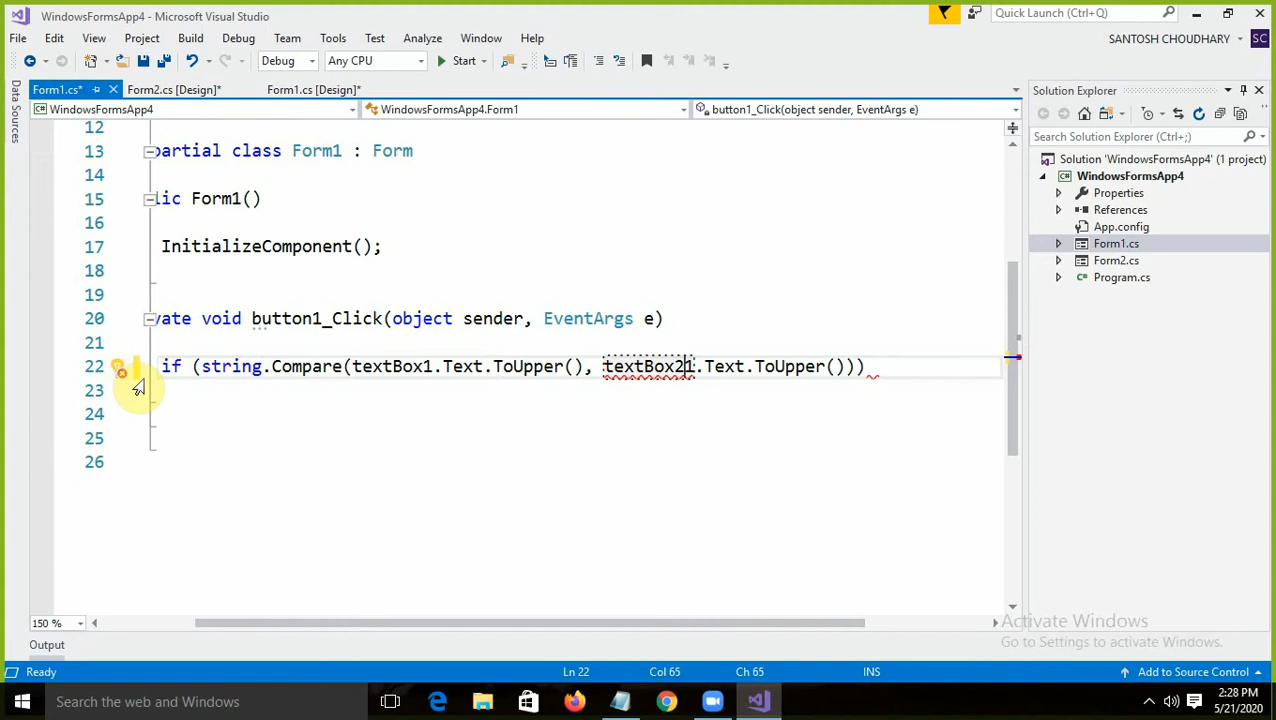 WindowsFormsApp4 - Microsoft Visual Studio
Quick Launch (Ctrl+Q)
File Edit View Project Build Debug Team Tools Test Analyze Window Help
SANTOSH CHOUDHARY SC
Debug Any CPU Start
Data Sources
Form1.cs* Form2.cs [Design]* Form1.cs [Design]*
WindowsFormsApp4 WindowsFormsApp4.Form1 button1_Click(object sender, EventArgs e)
12
13 partial class Form1 : Form
14
15 lic Form1()
16
17 InitializeComponent();
18
19
20 vate void button1_Click(object sender, EventArgs e)
21
22 if (string.Compare(textBox1.Text.ToUpper(), textBox21.Text.ToUpper()))
23
24
25
26
150 %
Output
Ready Ln 22 Col 65 Ch 65 INS Add to Source Control
Solution Explorer
Search Solution Explorer (Ctrl+;)
Solution 'WindowsFormsApp4' (1 project)
WindowsFormsApp4
Properties
References
App.config
Form1.cs
Form2.cs
Program.cs
Activate Windows
Go to Settings to activate Windows.
Search the web and Windows
2:28 PM
5/21/2020